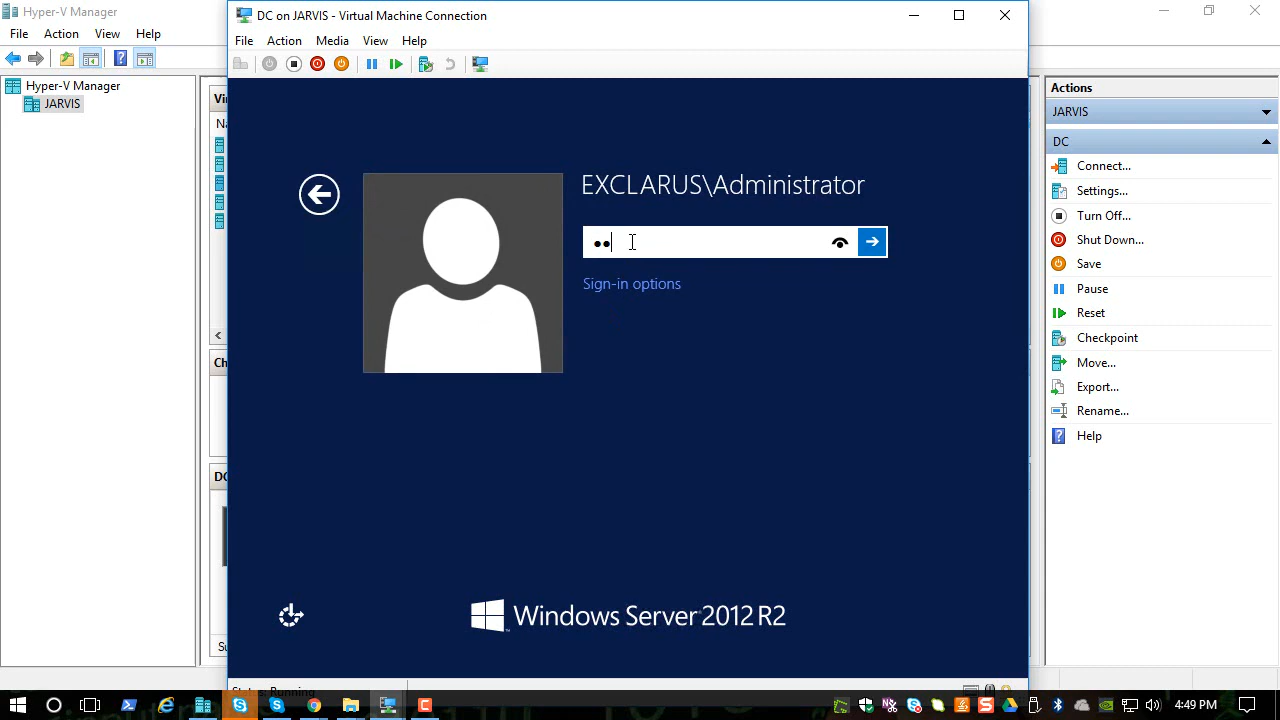 Hyper-V Manager
File Action View Help
Hyper-V Manager
JARVIS
DC on JARVIS - Virtual Machine Connection
File Action Media View Help
EXCLARUS\Administrator
Sign-in options
Windows Server 2012 R2
Status: Running
Actions
JARVIS
DC
Connect...
Settings...
Turn Off...
Shut Down...
Save
Pause
Reset
Checkpoint
Move...
Export...
Rename...
Help
4:49 PM